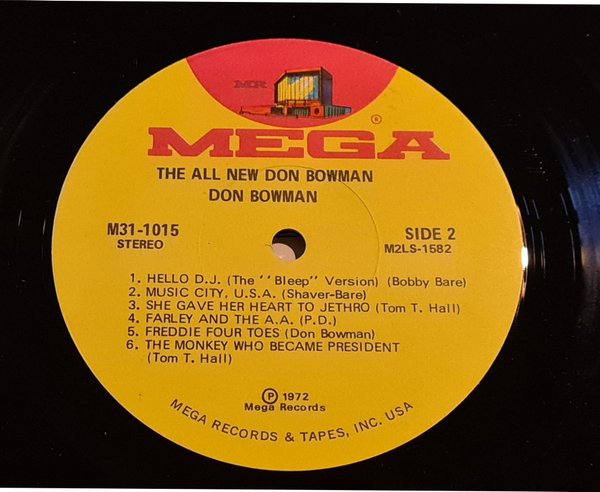 MR
MEGA
®
THE ALL NEW DON BOWMAN
DON BOWMAN
M31-1015
STEREO
SIDE 2
M2LS-1582
1. HELLO D.J. (The "Bleep" Version) (Bobby Bare)
2. MUSIC CITY, U.S.A. (Shaver-Bare)
3. SHE GAVE HER HEART TO JETHRO (Tom T. Hall)
4. FARLEY AND THE A.A. (P.D.)
5. FREDDIE FOUR TOES (Don Bowman)
6. THE MONKEY WHO BECAME PRESIDENT
(Tom T. Hall)
℗ 1972
Mega Records
MEGA RECORDS & TAPES, INC. USA